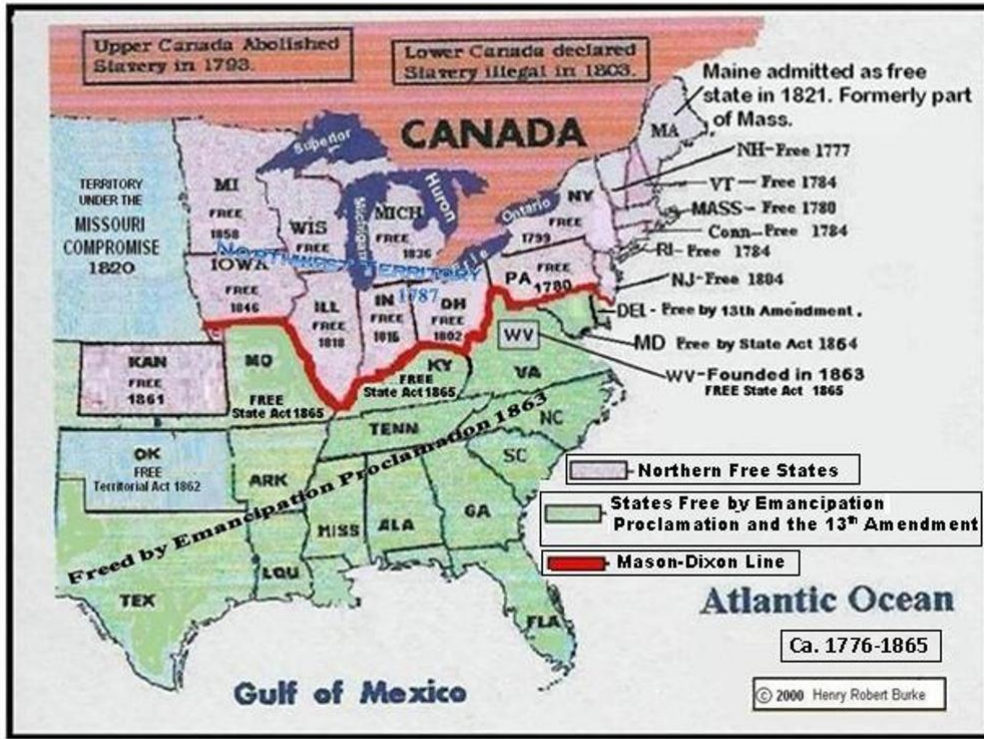 Upper Canada Abolished
Slavery in 1793.
Lower Canada declared
Slavery illegal in 1803.
Maine admitted as free
state in 1821. Formerly part
of Mass.
CANADA
MA
Superior
Huron
Michigan
Ontario
NH-Free 1777
VT - Free 1784
MASS- Free 1780
Conn- Free 1784
RI- Free 1784
NJ-Free 1804
DEL - Free by 13th Amendment.
MD Free by State Act 1864
WV-Founded in 1863
FREE State Act 1865
TERRITORY
UNDER THE
MISSOURI
COMPROMISE
1820
MI
FREE
1858
WIS
FREE
MICH
FREE
1836
NY
FREE
1799
NORTHWEST TERRITORY
1787
IOWA
FREE
1846
ILL
FREE
1818
IN
FREE
1816
OH
FREE
1802
PA
FREE
1780
WV
KAN
FREE
1861
MO
FREE
State Act 1865
KY
FREE
State Act 1865
VA
NC
TENN
SC
OK
FREE
Territorial Act 1862
ARK
MISS
ALA
GA
LOU
TEX
FLA
Freed by Emancipation Proclamation 1863
Northern Free States
States Free by Emancipation
Proclamation and the 13th Amendment
Mason-Dixon Line
Atlantic Ocean
Ca. 1776-1865
Gulf of Mexico
© 2000 Henry Robert Burke